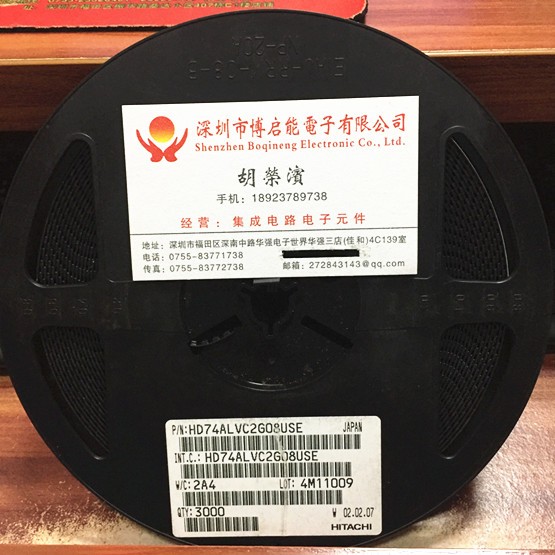 深圳市博启能電子有限公司
Shenzhen Boqineng Electronic Co., Ltd.
胡荣濱
手机：18923789738
经营：集成电路电子元件
地址：深圳市福田区深南中路华强电子世界华强三店(佳和)4C139室
电话：0755-83771738
传真：0755-83772738
邮箱：272843143@qq.com
P/N:HD74ALVC2G08USE JAPAN
INT.C.:HD74ALVC2G08USE
W/C:2A4 LOT: 4M11009
QTY:3000 W 02.02.07
HITACHI